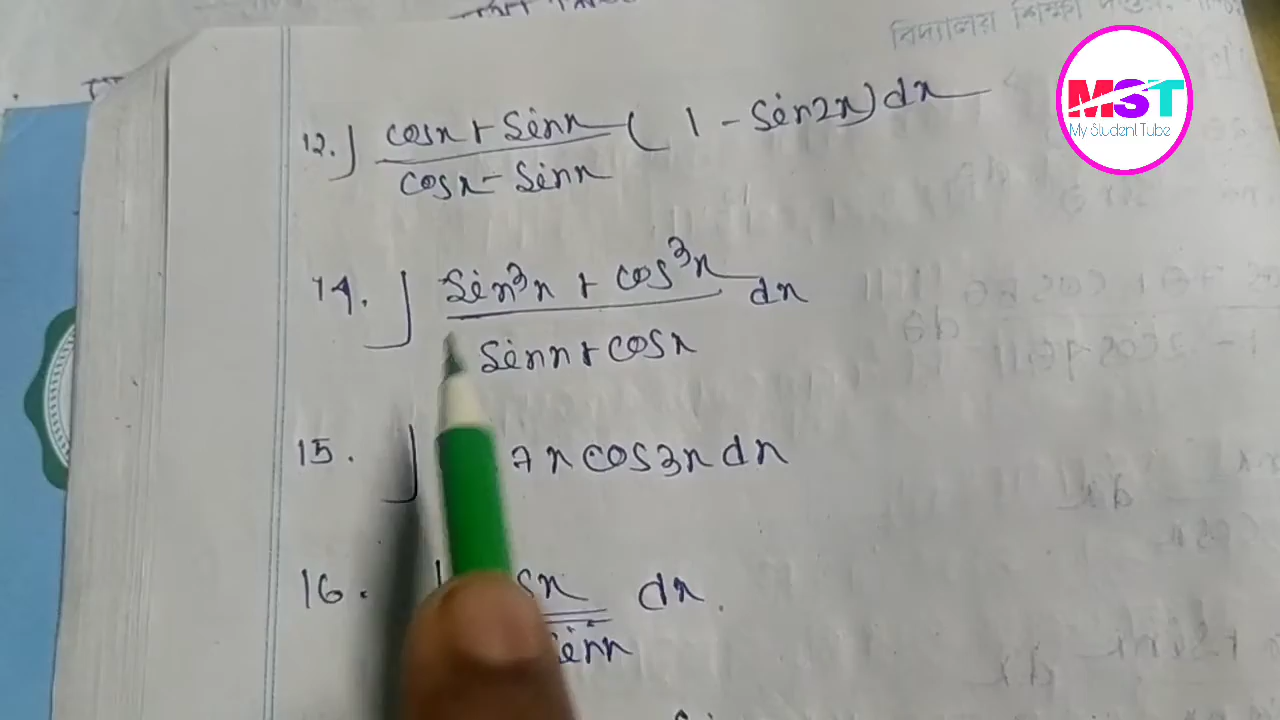 বিদ্যালয় শিক্ষা
MST
My Student Tube
12. ∫ cosx + sinx / cosx - sinx ( 1 - sin2x) dx
14. ∫ sin³x + cos³x / sinx + cosx dx
15. ∫ 7x cos3x dx
16. dx.